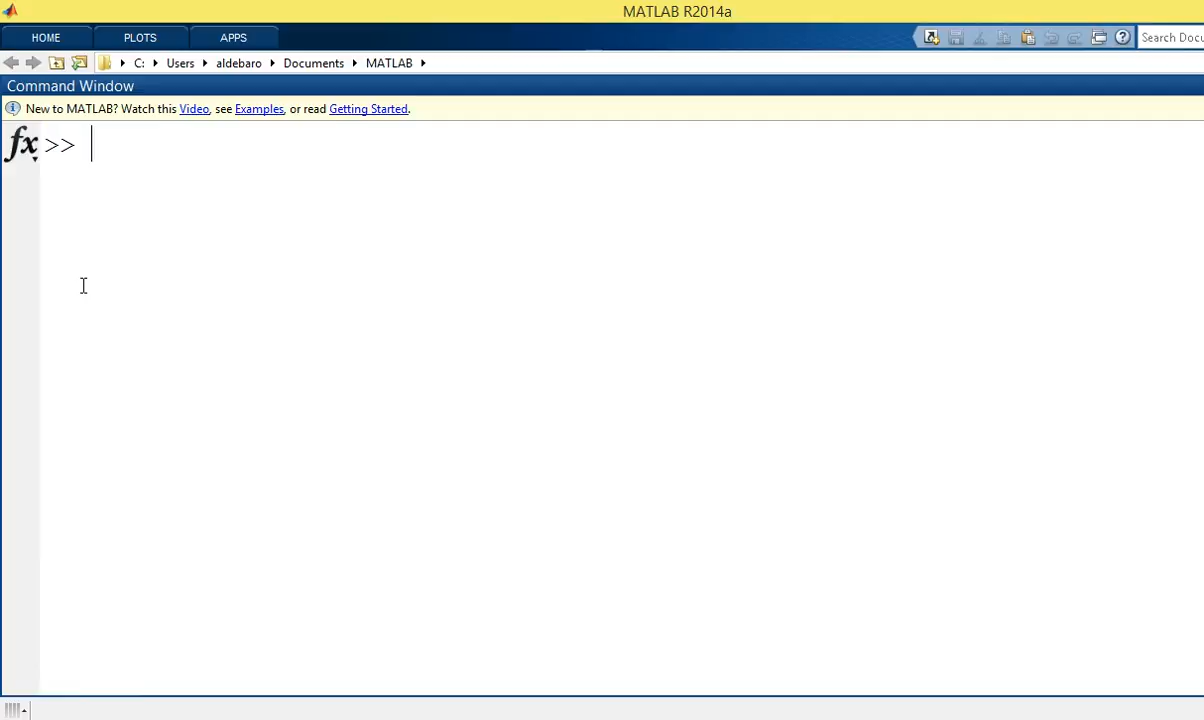 MATLAB R2014a
HOME PLOTS APPS
Search Docu
C: Users aldebaro Documents MATLAB
Command Window
New to MATLAB? Watch this Video, see Examples, or read Getting Started.
fx >>